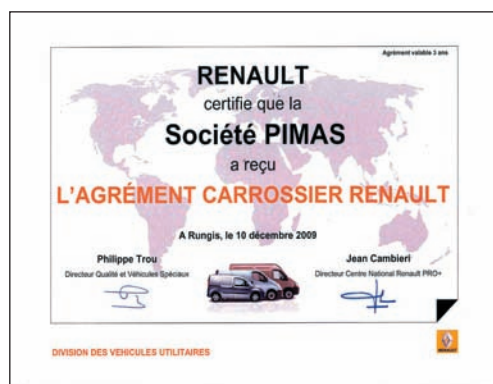 Agrément valable 3 ans
RENAULT
certifie que la
Société PIMAS
a reçu
L'AGRÉMENT CARROSSIER RENAULT
A Rungis, le 10 décembre 2009
Philippe Trou
Directeur Qualité et Véhicules Spéciaux
Jean Cambieri
Directeur Centre National Renault PRO+
DIVISION DES VEHICULES UTILITAIRES
RENAULT